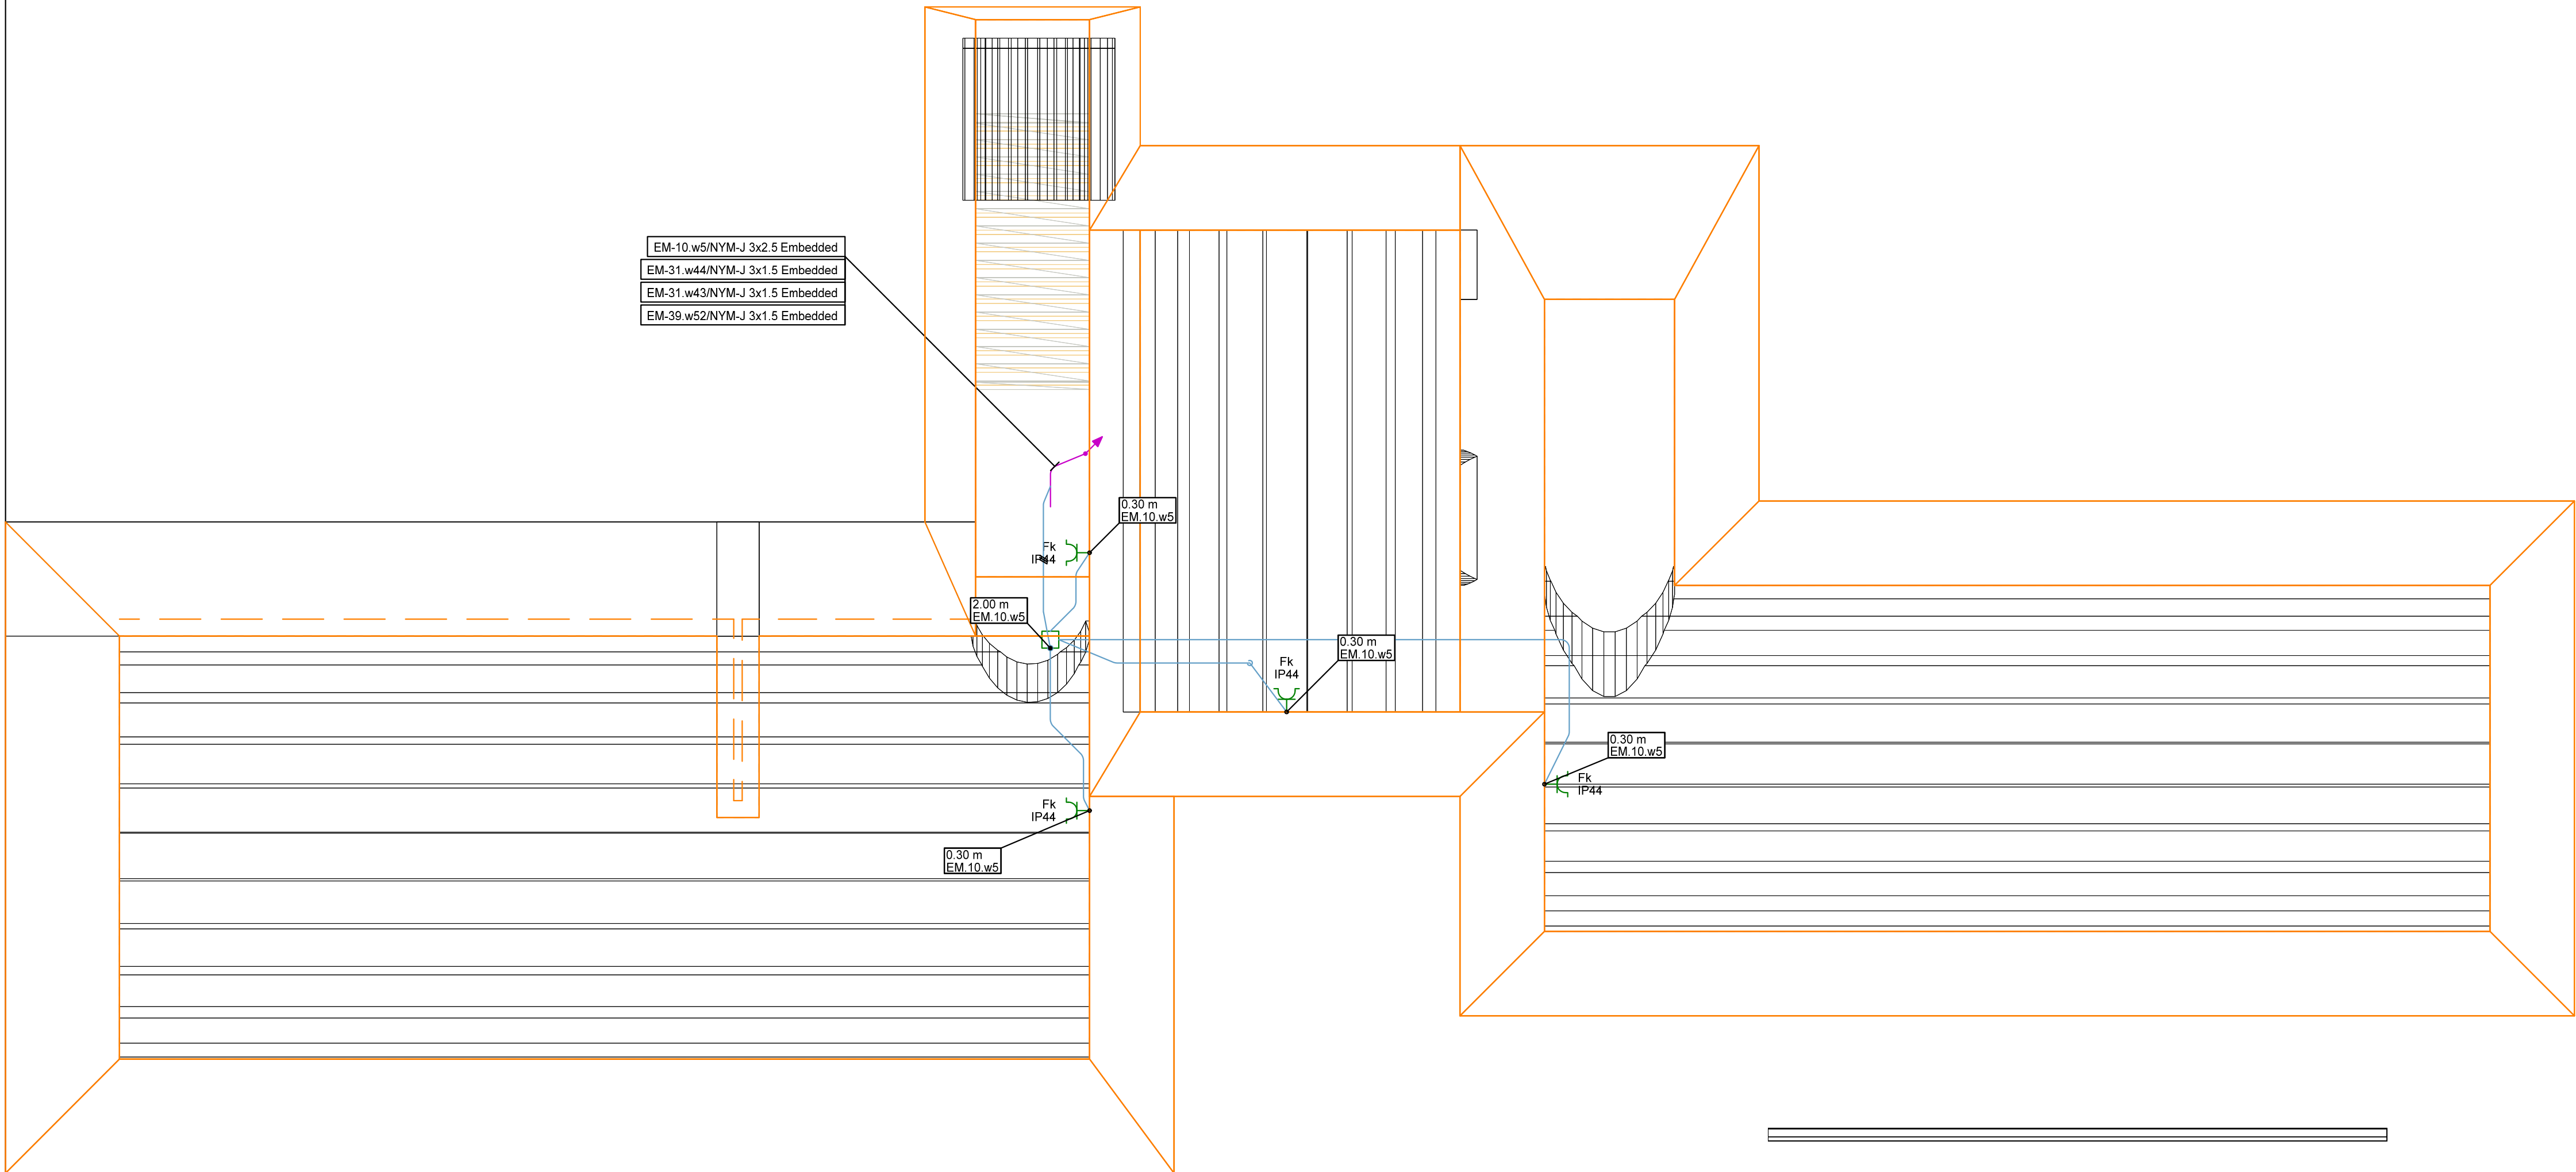 EM-10.w5/NYM-J 3x2.5 Embedded
EM-31.w44/NYM-J 3x1.5 Embedded
EM-31.w43/NYM-J 3x1.5 Embedded
EM-39.w52/NYM-J 3x1.5 Embedded
0.30 m
EM.10.w5
Fk
IP44
2.00 m
EM.10.w5
0.30 m
EM.10.w5
Fk
IP44
0.30 m
EM.10.w5
Fk
IP44
Fk
IP44
0.30 m
EM.10.w5